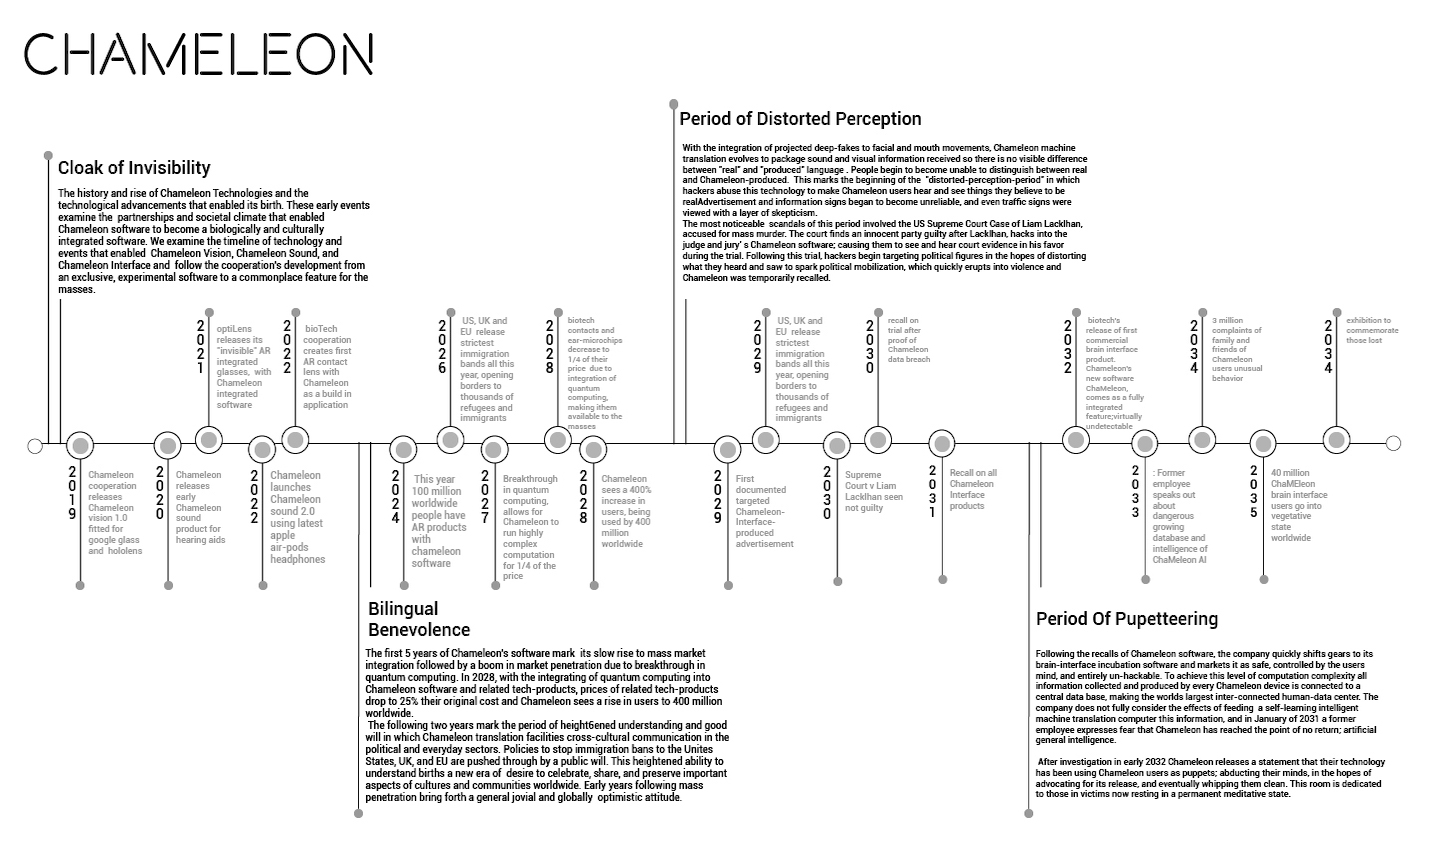 CHAMELEON
Cloak of Invisibility
The history and rise of Chameleon Technologies and the
technological advancements that enabled its birth. These early events
examine the partnerships and societal climate that enabled
Chameleon software to become a biologically and culturally
integrated software. We examine the timeline of technology and
events that enabled Chameleon Vision, Chameleon Sound, and
Chameleon Interface and follow the cooperation's development from
an exclusive, experimental software to a commonplace feature for the
masses.
Period of Distorted Perception
With the integration of projected deep-fakes to facial and mouth movements, Chameleon machine
translation evolves to package sound and visual information received so there is no visible difference
between "real" and "produced" language . People begin to become unable to distinguish between real
and Chameleon-produced. This marks the beginning of the "distorted-perception-period" in which
hackers abuse this technology to make Chameleon users hear and see things they believe to be
realAdvertisement and information signs began to become unreliable, and even traffic signs were
viewed with a layer of skepticism.
The most noticeable scandals of this period involved the US Supreme Court Case of Liam Lacklhan,
accused for mass murder. The court finds an innocent party guilty after Lacklhan, hacks into the
judge and jury' s Chameleon software; causing them to see and hear court evidence in his favor
during the trial. Following this trial, hackers begin targeting political figures in the hopes of distorting
what they heard and saw to spark political mobilization, which quickly erupts into violence and
Chameleon was temporarily recalled.
2021
optiLens
releases its
"invisible" AR
integrated
glasses, with
Chameleon
integrated
software
2022
bioTech
cooperation
creates first
AR contact
lens with
Chameleon
as a build in
application
2026
US, UK and
EU release
strictest
immigration
bands all this
year, opening
borders to
thousands of
refugees and
immigrants
2028
biotech
contacts and
ear-microchips
decrease to
1/4 of their
price due to
integration of
quantum
computing,
making ithem
available to the
masses
2029
US, UK and
EU release
strictest
immigration
bands all this
year, opening
borders to
thousands of
refugees and
immigrants
2030
recall on
trial after
proof of
Chameleon
data breach
2032
biotech's
release of first
commercial
brain interface
product.
Chameleon's
new software
ChaMeleon,
comes as a fully
integrated
feature;virtually
undetectable
2034
3 million
complaints of
family and
friends of
Chameleon
users unusual
behavior
2034
exhibition to
commemorate
those lost
2019
Chameleon
cooperation
releases
Chameleon
vision 1.0
fitted for
google glass
and hololens
2020
Chameleon
releases
early
Chameleon
sound
product for
hearing aids
2022
Chameleon
launches
Chameleon
sound 2.0
using latest
apple
air-pods
headphones
2024
This year
100 million
worldwide
people have
AR products
with
chameleon
software
2027
Breakthrough
in quantum
computing,
allows for
Chameleon to
run highly
complex
computation
for 1/4 of the
price
2028
Chameleon
sees a 400%
increase in
users, being
used by 400
million
worldwide
2029
First
documented
targeted
Chameleon-
Interface-
produced
advertisement
2030
Supreme
Court v Liam
Lacklhan seen
not guilty
2031
Recall on all
Chameleon
Interface
products
2033
: Former
employee
speaks out
about
dangerous
growing
database and
intelligence of
ChaMeleon AI
2035
40 million
ChaMEleon
brain interface
users go into
vegetative
state
worldwide
Bilingual
Benevolence
The first 5 years of Chameleon's software mark its slow rise to mass market
integration followed by a boom in market penetration due to breakthrough in
quantum computing. In 2028, with the integrating of quantum computing into
Chameleon software and related tech-products, prices of related tech-products
drop to 25% their original cost and Chameleon sees a rise in users to 400 million
worldwide.
The following two years mark the period of height6ened understanding and good
will in which Chameleon translation facilities cross-cultural communication in the
political and everyday sectors. Policies to stop immigration bans to the Unites
States, UK, and EU are pushed through by a public will. This heightened ability to
understand births a new era of desire to celebrate, share, and preserve important
aspects of cultures and communities worldwide. Early years following mass
penetration bring forth a general jovial and globally optimistic attitude.
Period Of Pupetteering
Following the recalls of Chameleon software, the company quickly shifts gears to its
brain-interface incubation software and markets it as safe, controlled by the users
mind, and entirely un-hackable. To achieve this level of computation complexity all
information collected and produced by every Chameleon device is connected to a
central data base, making the worlds largest inter-connected human-data center. The
company does not fully consider the effects of feeding a self-learning intelligent
machine translation computer this information, and in January of 2031 a former
employee expresses fear that Chameleon has reached the point of no return; artificial
general intelligence.
After investigation in early 2032 Chameleon releases a statement that their technology
has been using Chameleon users as puppets; abducting their minds, in the hopes of
advocating for its release, and eventually whipping them clean. This room is dedicated
to those in victims now resting in a permanent meditative state.